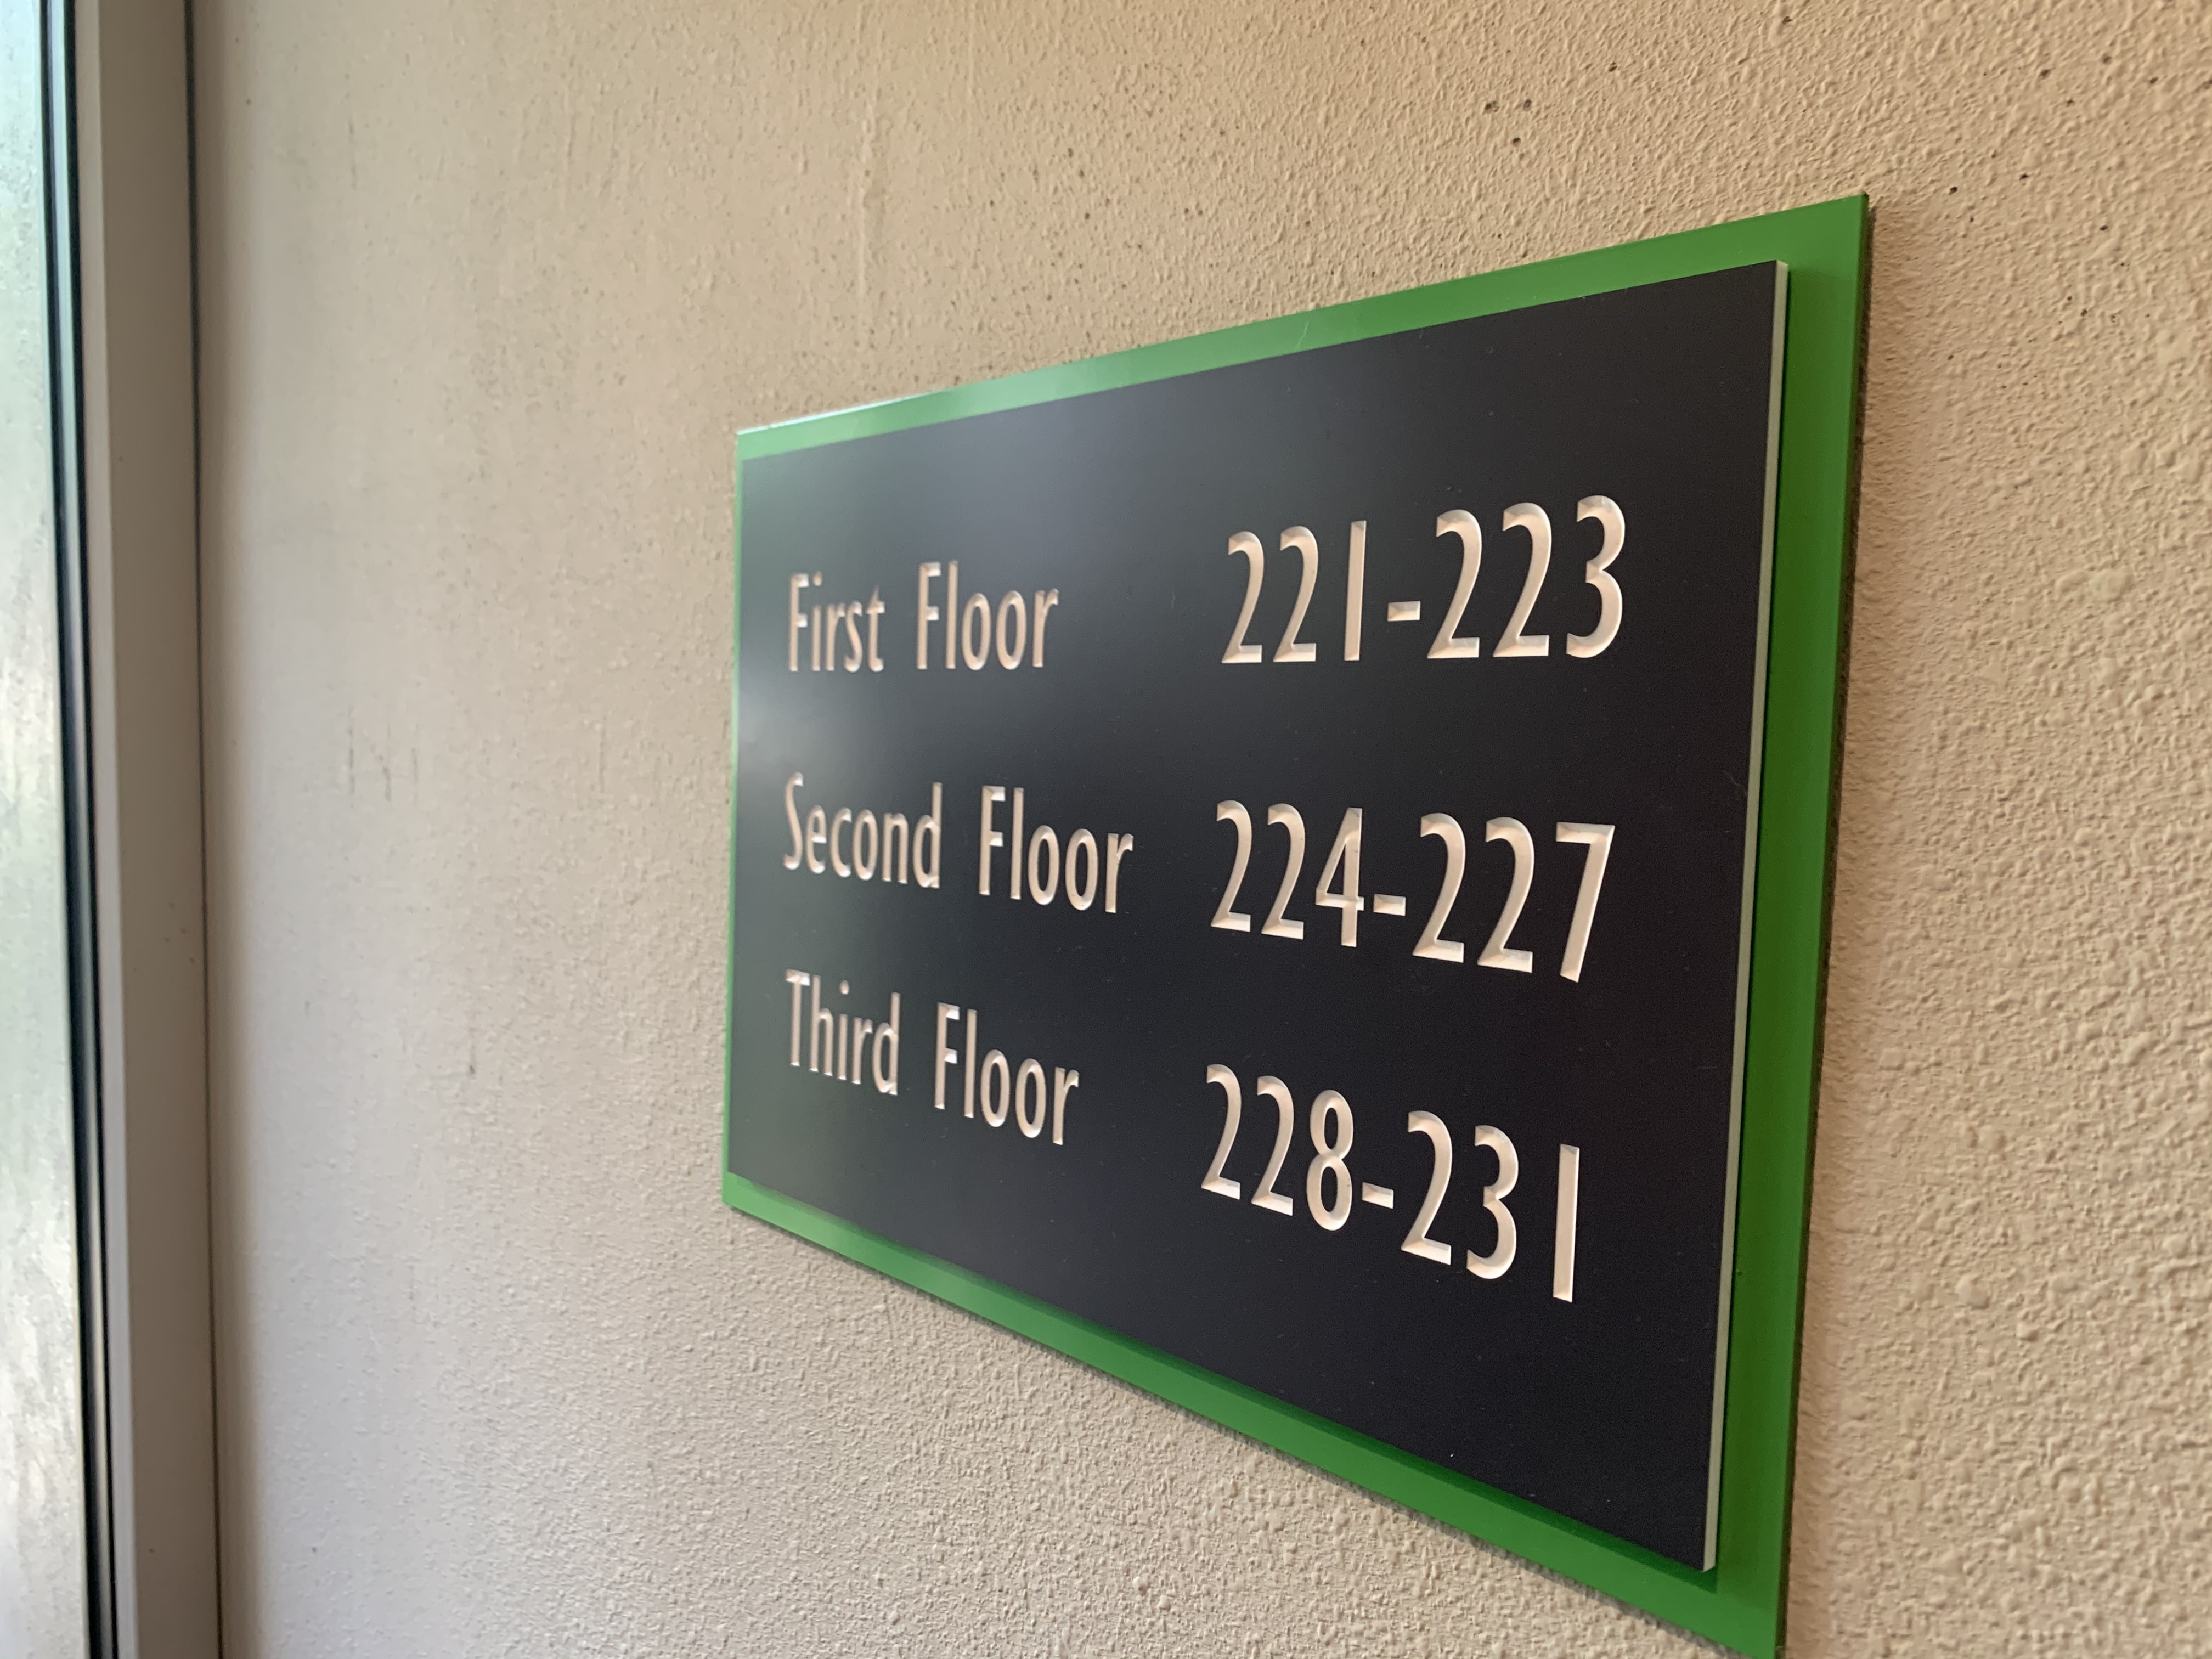 First Floor 221-223
Second Floor 224-227
Third Floor 228-231